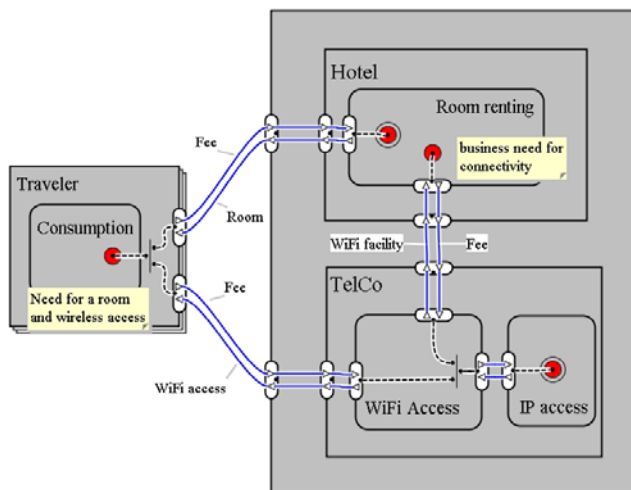 Hotel
Room renting
business need for
connectivity
Fee
Traveler
Room
Consumption
WiFi facility
Fee
Fee
TelCo
Need for a room
and wireless access
WiFi access
WiFi Access
IP access